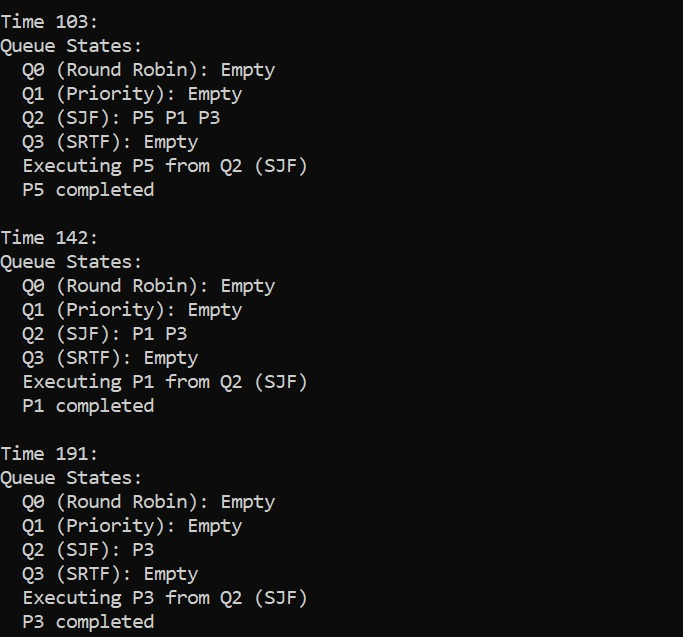 Time 103:
Queue States:
Q0 (Round Robin): Empty
Q1 (Priority): Empty
Q2 (SJF): P5 P1 P3
Q3 (SRTF): Empty
Executing P5 from Q2 (SJF)
P5 completed
Time 142:
Queue States:
Q0 (Round Robin): Empty
Q1 (Priority): Empty
Q2 (SJF): P1 P3
Q3 (SRTF): Empty
Executing P1 from Q2 (SJF)
P1 completed
Time 191:
Queue States:
Q0 (Round Robin): Empty
Q1 (Priority): Empty
Q2 (SJF): P3
Q3 (SRTF): Empty
Executing P3 from Q2 (SJF)
P3 completed